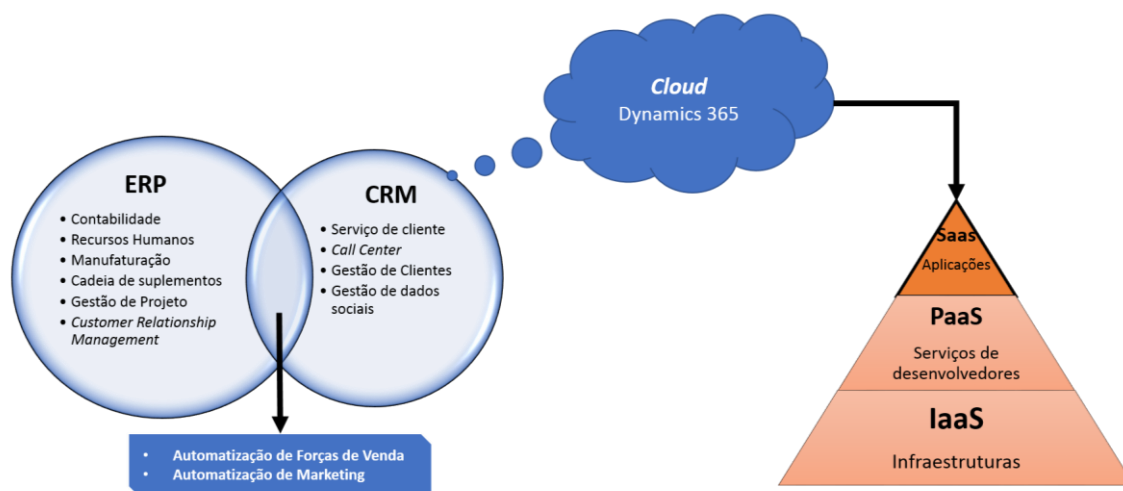 Cloud
Dynamics 365
ERP
• Contabilidade
• Recursos Humanos
• Manufaturação
• Cadeia de suplementos
• Gestão de Projeto
• Customer Relationship
Management
CRM
• Serviço de cliente
• Call Center
• Gestão de Clientes
• Gestão de dados
sociais
• Automatização de Forças de Venda
• Automatização de Marketing
Saas
Aplicações
PaaS
Serviços de
desenvolvedores
IaaS
Infraestruturas